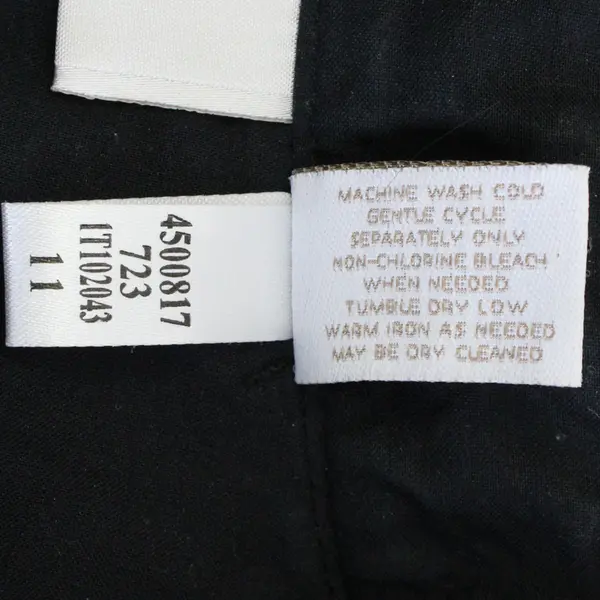 4500817
723
IT102043
11
MACHINE WASH COLD
GENTLE CYCLE
SEPARATELY ONLY
NON-CHLORINE BLEACH
WHEN NEEDED
TUMBLE DRY LOW
WARM IRON AS NEEDED
MAY BE DRY CLEANED